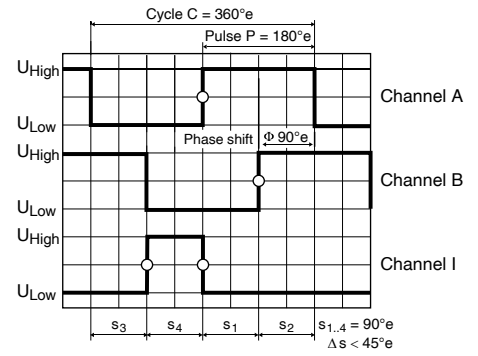 Cycle C = 360°e
Pulse P = 180°e
UHigh
ULow
Channel A
Phase shift Φ 90°e
UHigh
ULow
Channel B
UHigh
ULow
Channel I
s3 s4 s1 s2 s1..4 = 90°e
Δs < 45°e